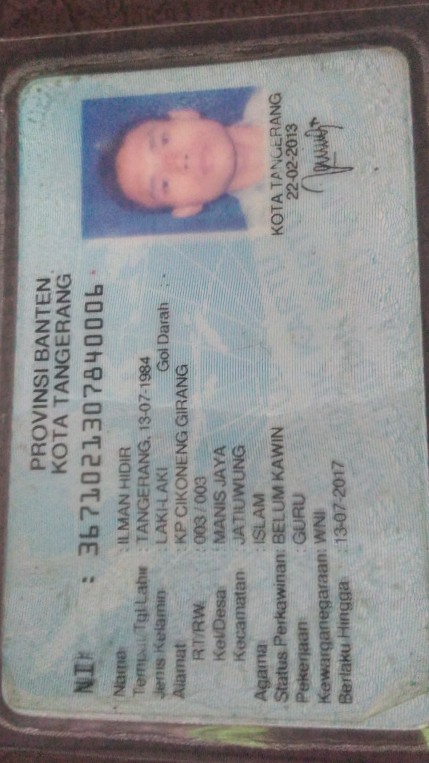 PROVINSI BANTEN
KOTA TANGERANG
NIK : 3671021307840006
Nama : ILMAN HIDIR
Tempat/Tgl Lahir : TANGERANG, 13-07-1984
Jenis Kelamin : LAKI-LAKI Gol Darah : -
Alamat : KP CIKONENG GIRANG
RT/RW : 003 / 003
Kel/Desa : MANIS JAYA
Kecamatan : JATIUWUNG
Agama : ISLAM
Status Perkawinan: BELUM KAWIN
Pekerjaan : GURU
Kewarganegaraan: WNI
Berlaku Hingga : 13-07-2017
KOTA TANGERANG
22-02-2013